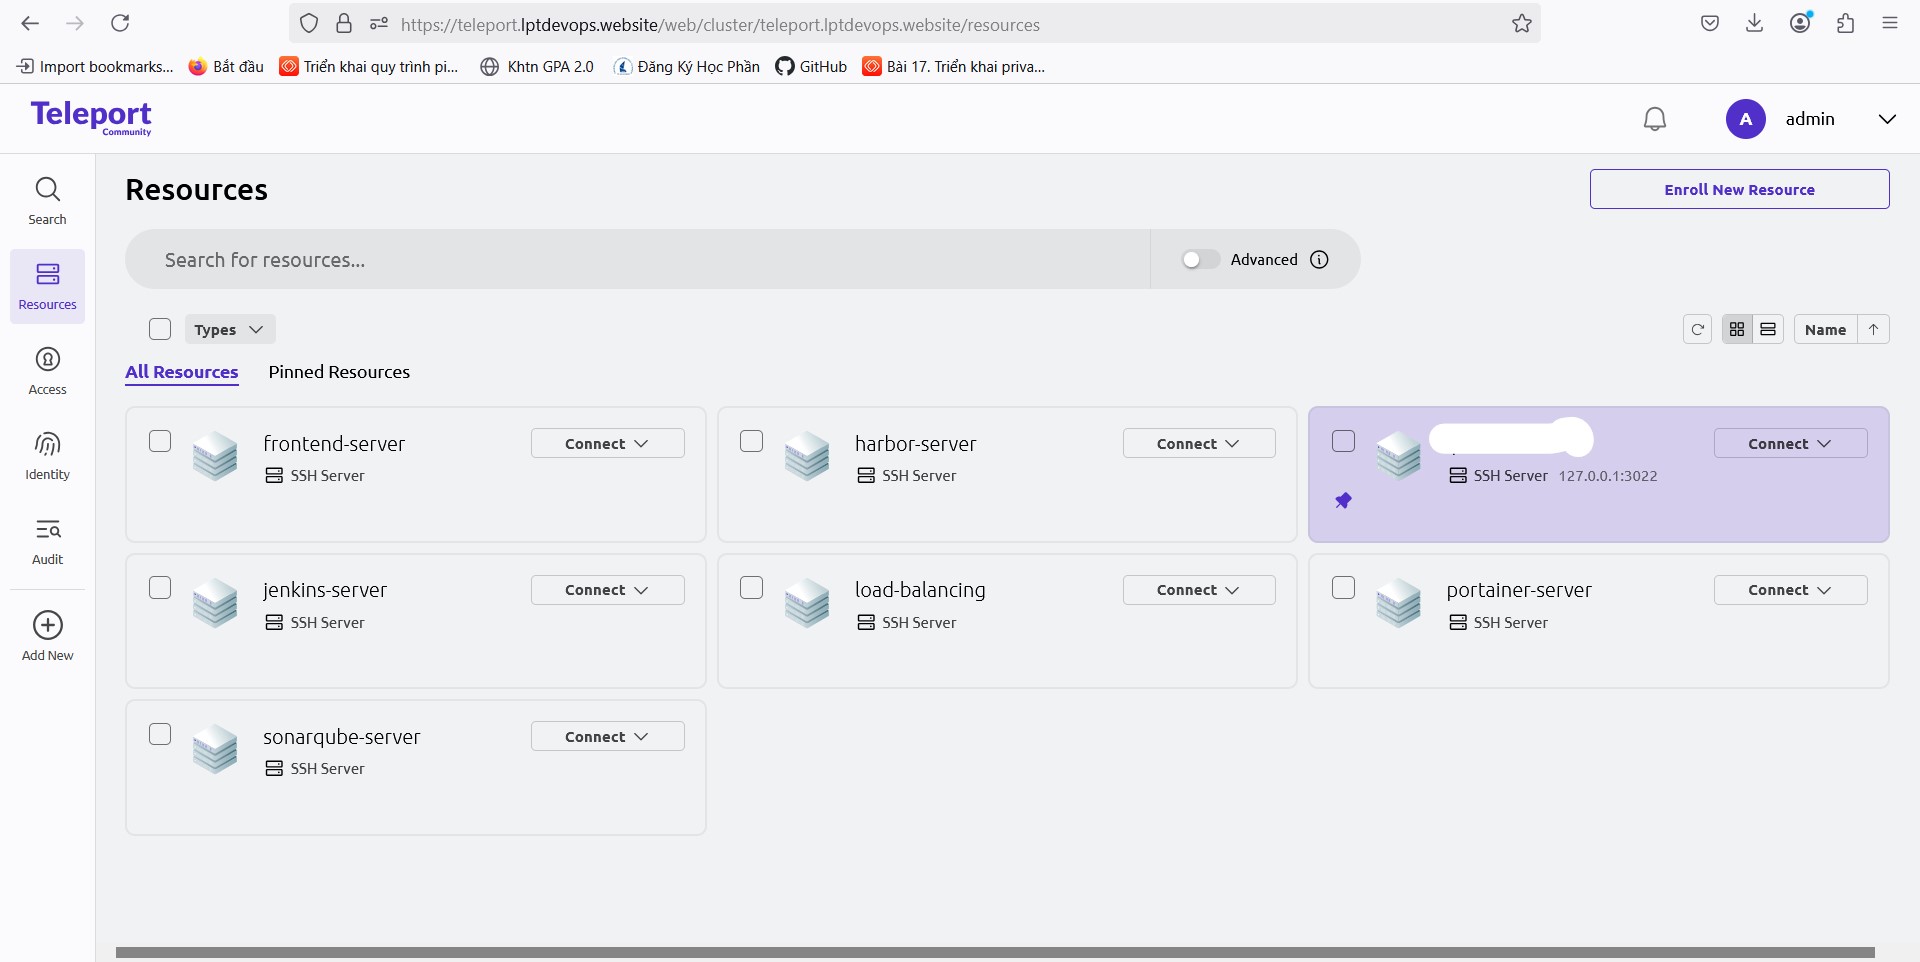 https://teleport.lptdevops.website/web/cluster/teleport.lptdevops.website/resources
Import bookmarks... Bắt đầu Triển khai quy trình pi... Khtn GPA 2.0 Đăng Ký Học Phần GitHub Bài 17. Triển khai priva...
Teleport
Community
A admin
Search
Resources
Access
Identity
Audit
Add New
Resources
Enroll New Resource
Search for resources... Advanced
Types
Name
All Resources Pinned Resources
frontend-server
Connect
SSH Server
harbor-server
Connect
SSH Server
Connect
SSH Server 127.0.0.1:3022
jenkins-server
Connect
SSH Server
load-balancing
Connect
SSH Server
portainer-server
Connect
SSH Server
sonarqube-server
Connect
SSH Server